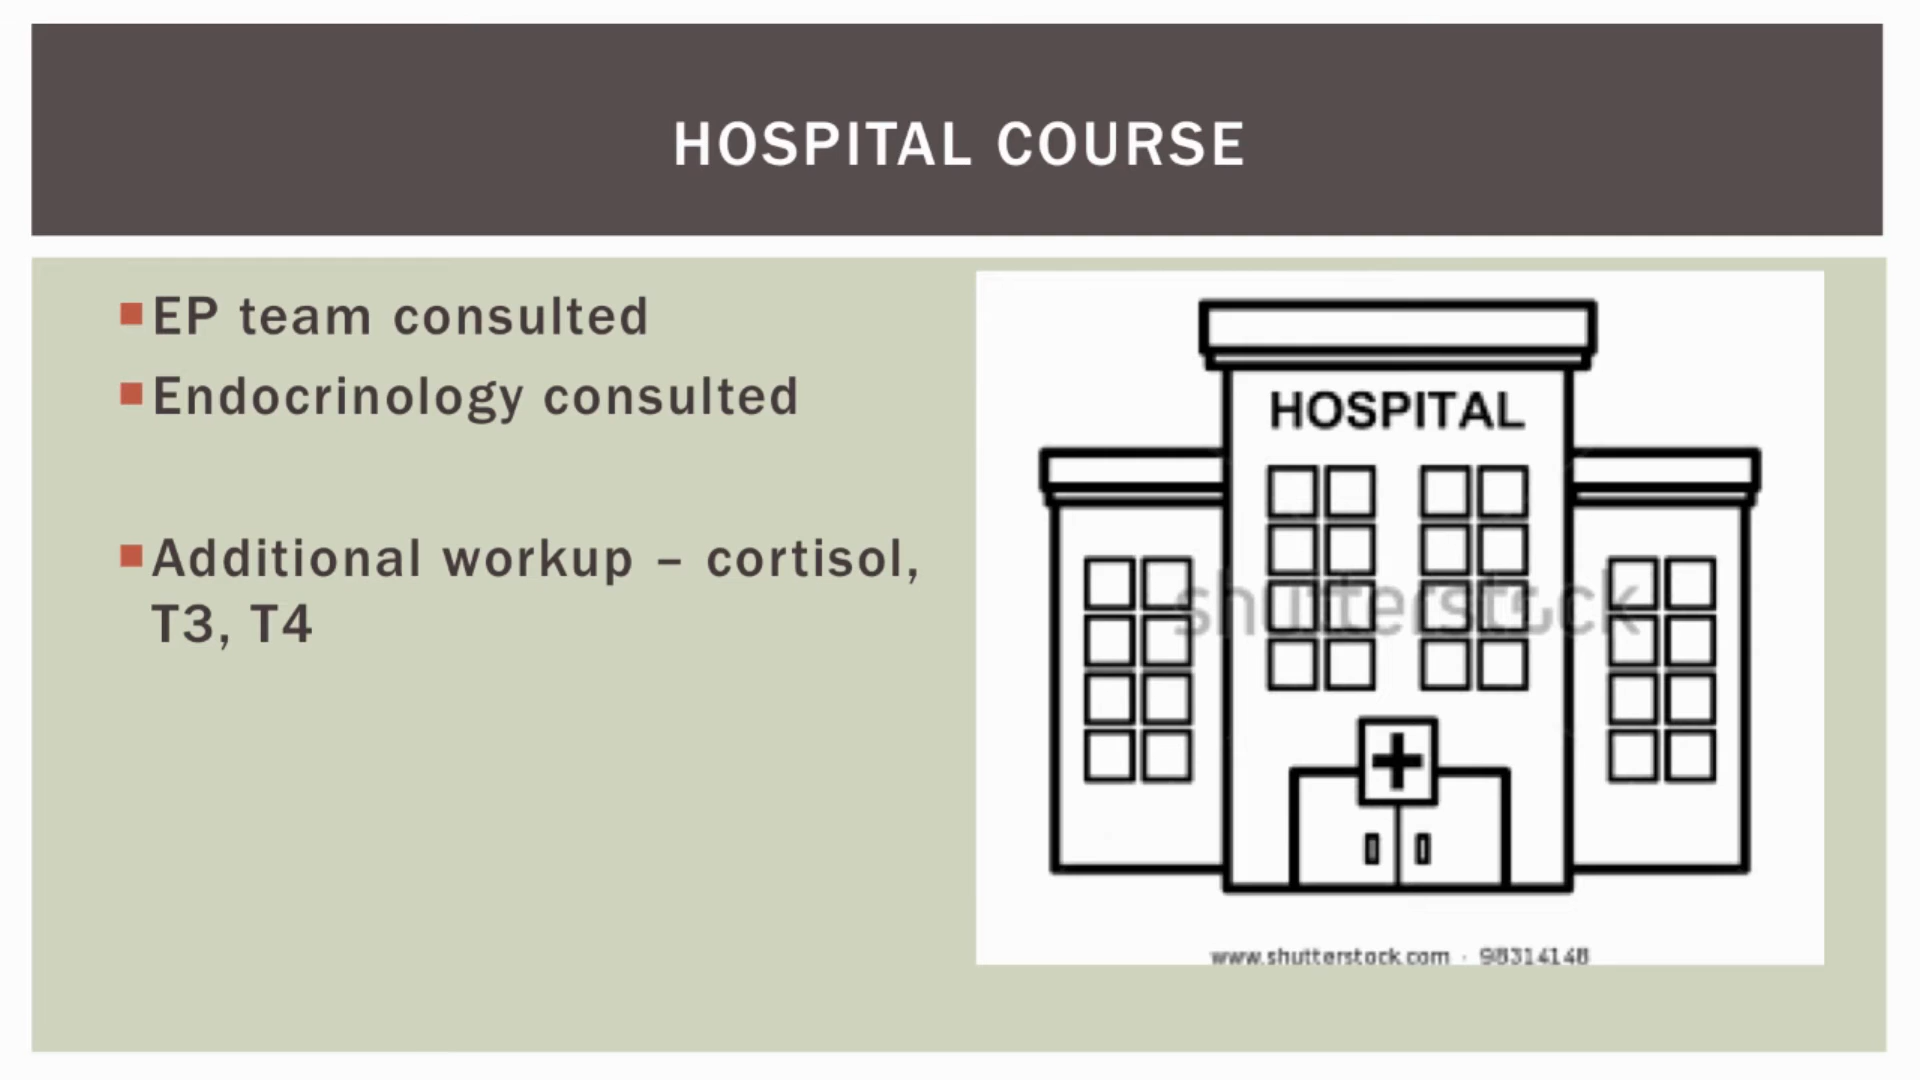 HOSPITAL COURSE
EP team consulted
Endocrinology consulted
Additional workup – cortisol,
T3, T4
HOSPITAL
shutterstock
www.shutterstock.com · 98314148